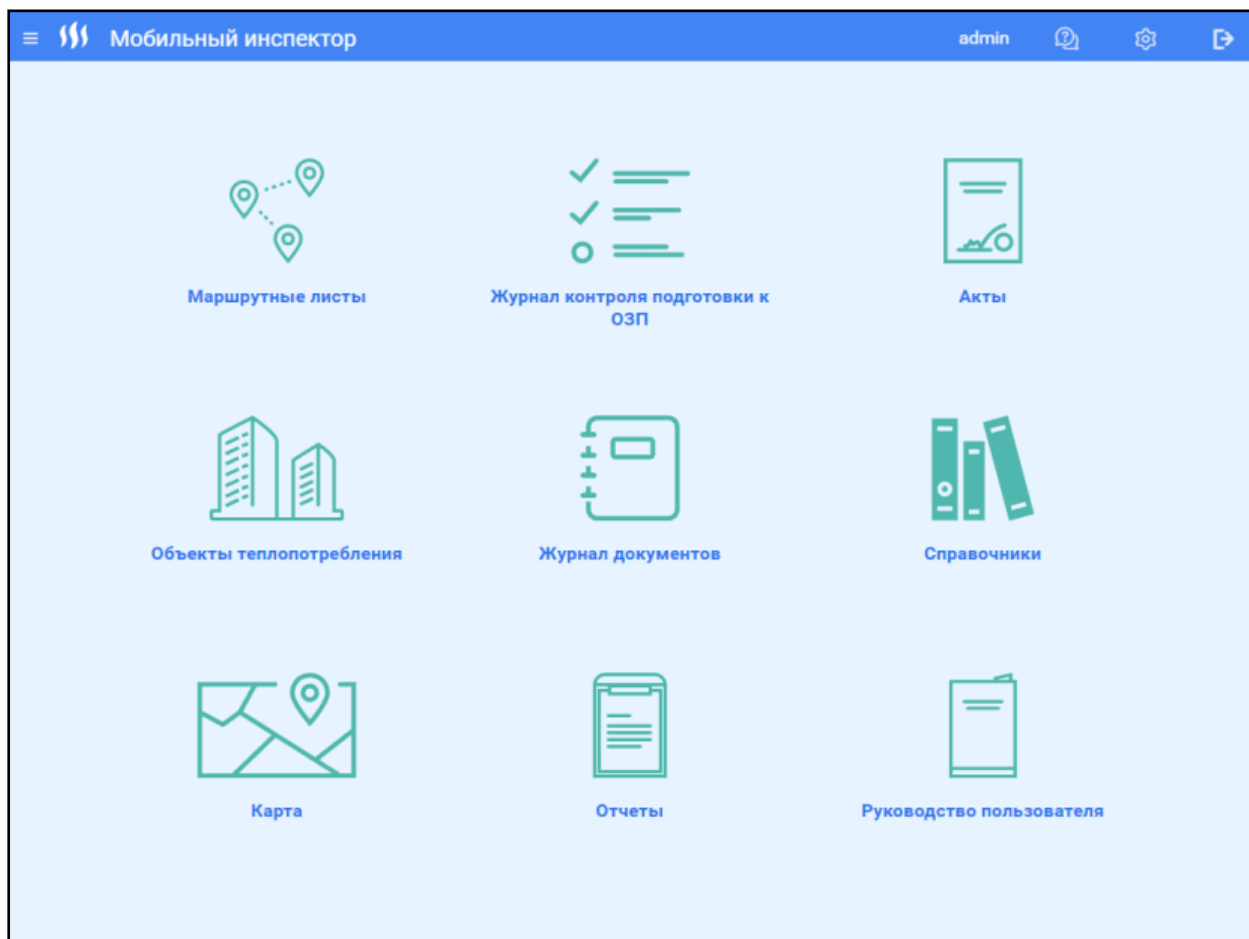 Мобильный инспектор
admin
Маршрутные листы
Журнал контроля подготовки к
ОЗП
Акты
Объекты теплопотребления
Журнал документов
Справочники
Карта
Отчеты
Руководство пользователя